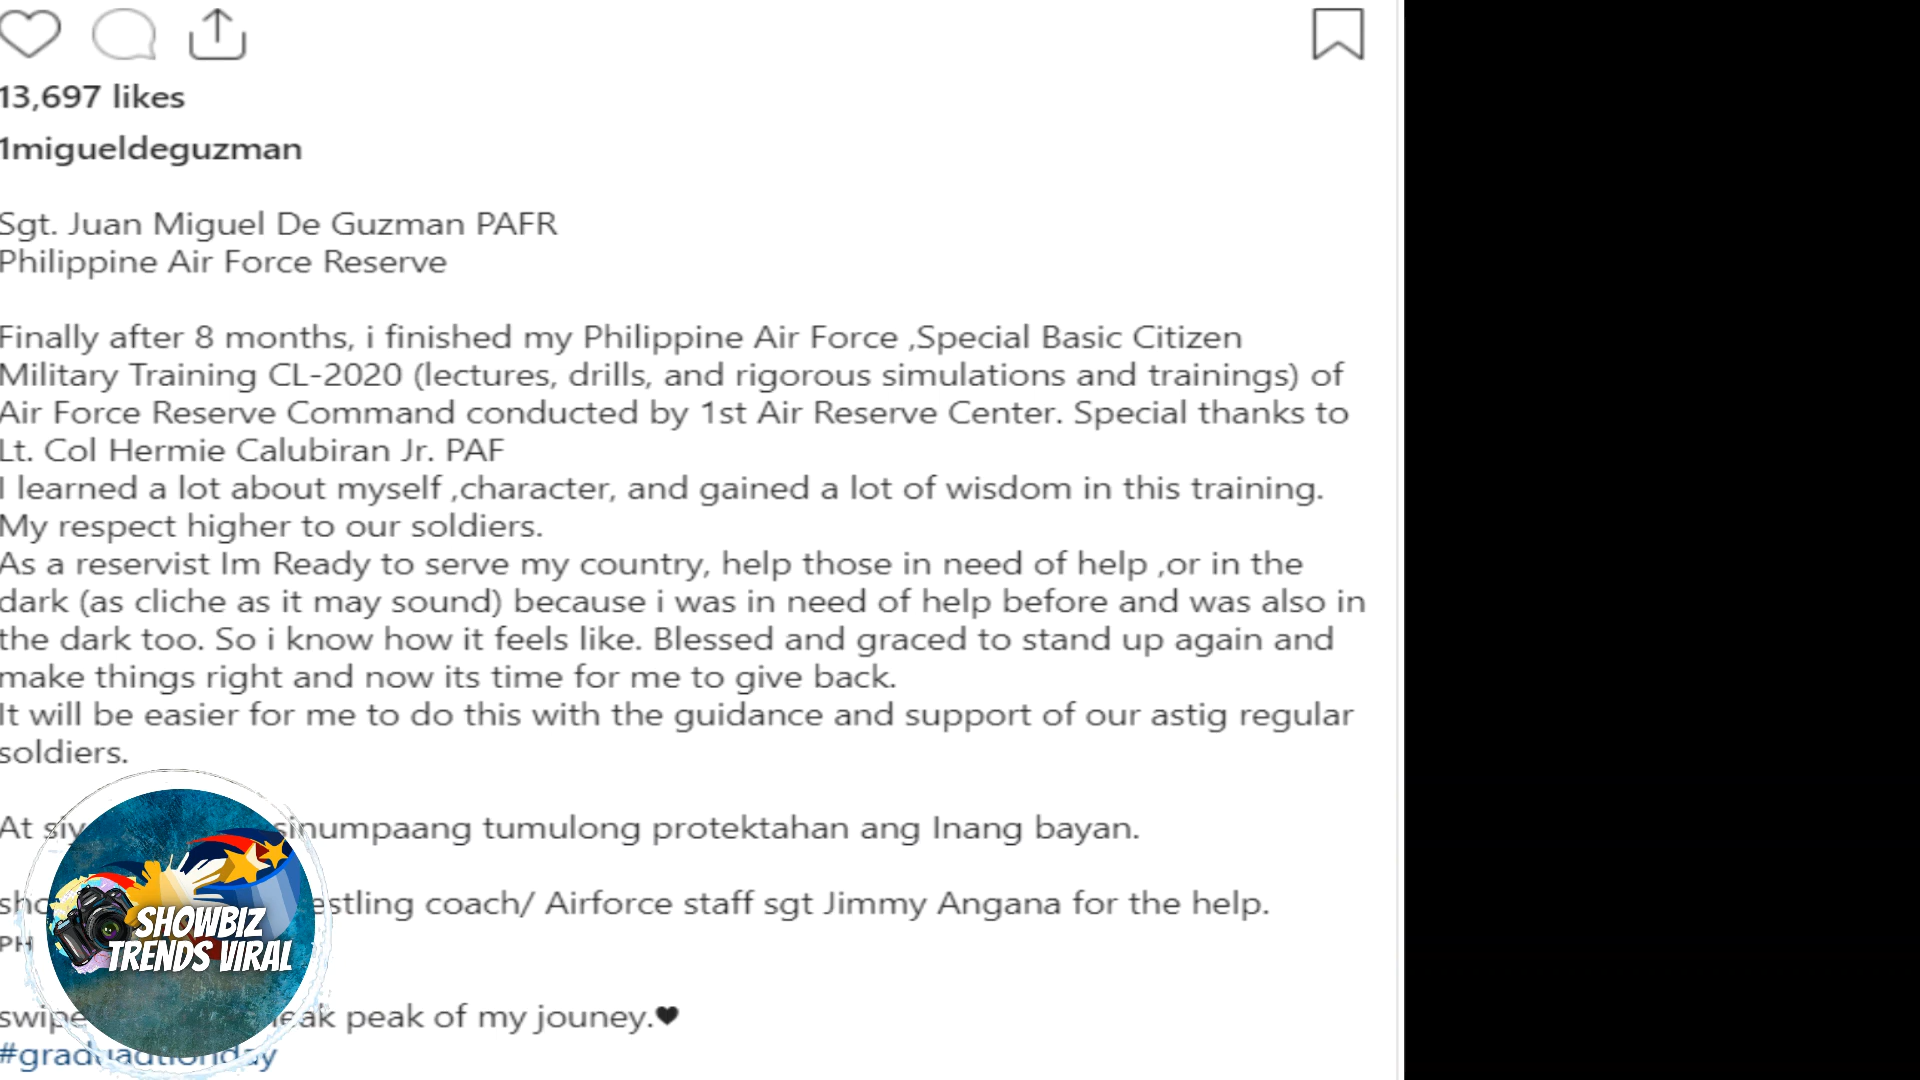 13,697 likes
1migueldeguzman
Sgt. Juan Miguel De Guzman PAFR
Philippine Air Force Reserve
Finally after 8 months, i finished my Philippine Air Force ,Special Basic Citizen
Military Training CL-2020 (lectures, drills, and rigorous simulations and trainings) of
Air Force Reserve Command conducted by 1st Air Reserve Center. Special thanks to
Lt. Col Hermie Calubiran Jr. PAF
I learned a lot about myself ,character, and gained a lot of wisdom in this training.
My respect higher to our soldiers.
As a reservist Im Ready to serve my country, help those in need of help ,or in the
dark (as cliche as it may sound) because i was in need of help before and was also in
the dark too. So i know how it feels like. Blessed and graced to stand up again and
make things right and now its time for me to give back.
It will be easier for me to do this with the guidance and support of our astig regular
soldiers.
At sinumpaang tumulong protektahan ang Inang bayan.
coach/ Airforce staff sgt Jimmy Angana for the help.
PH
peak of my jouney.♥
#graduadtionday
SHOWBIZ
TRENDS VIRAL